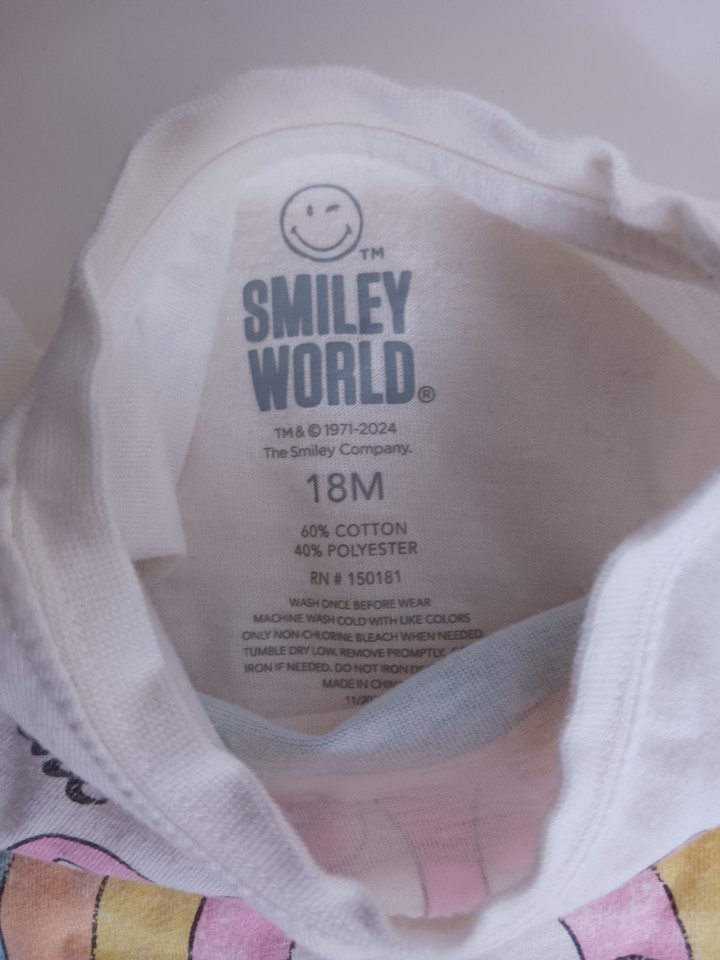 TM
SMILEY
WORLD®
TM & © 1971-2024
The Smiley Company.
18M
60% COTTON
40% POLYESTER
RN # 150181
WASH ONCE BEFORE WEAR
MACHINE WASH COLD WITH LIKE COLORS
ONLY NON-CHLORINE BLEACH WHEN NEEDED
TUMBLE DRY LOW. REMOVE PROMPTLY.
IRON IF NEEDED. DO NOT IRON
MADE IN